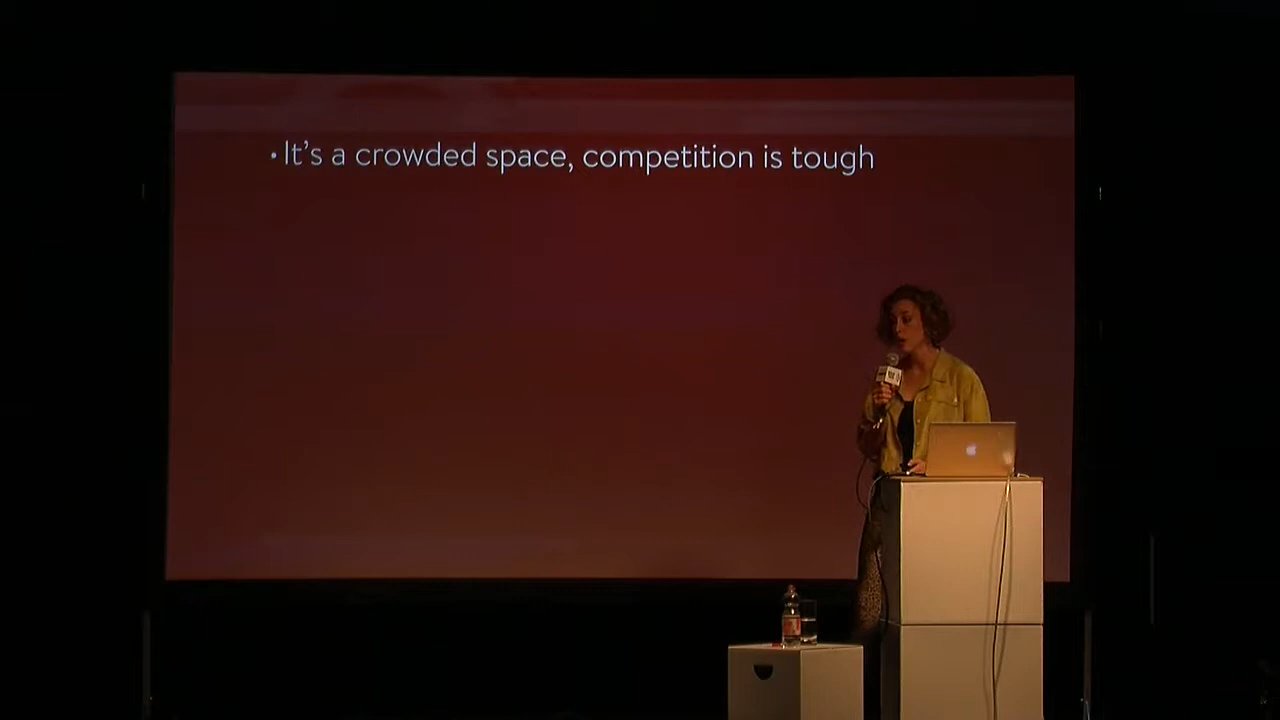 • It's a crowded space, competition is tough